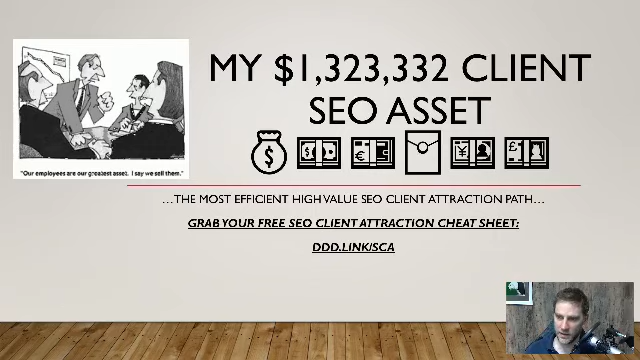 MY $1,323,332 CLIENT
SEO ASSET
"Our employees are our greatest asset. I say we sell them."
...THE MOST EFFICIENT HIGH VALUE SEO CLIENT ATTRACTION PATH...
GRAB YOUR FREE SEO CLIENT ATTRACTION CHEAT SHEET:
DDD.LINK/SCA